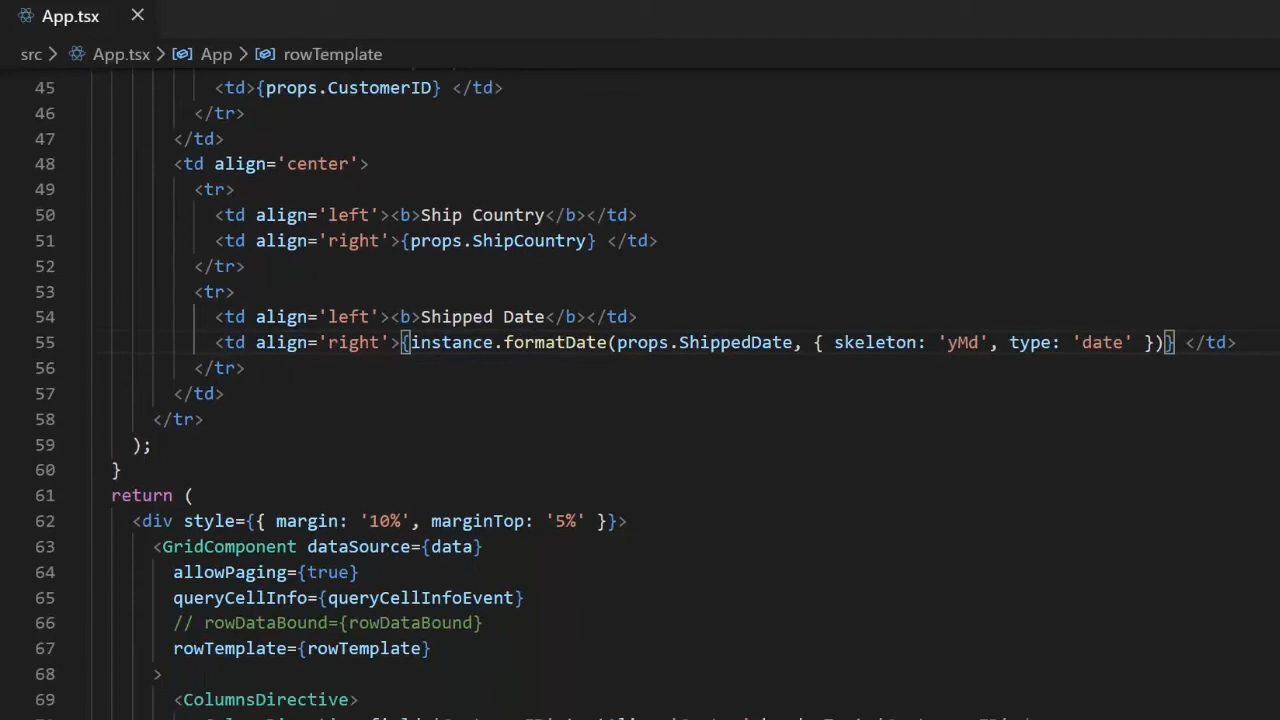 App.tsx
src > App.tsx > App > rowTemplate
45 <td>{props.CustomerID} </td>
46 </tr>
47 </td>
48 <td align='center'>
49 <tr>
50 <td align='left'><b>Ship Country</b></td>
51 <td align='right'>{props.ShipCountry} </td>
52 </tr>
53 <tr>
54 <td align='left'><b>Shipped Date</b></td>
55 <td align='right'>{instance.formatDate(props.ShippedDate, { skeleton: 'yMd', type: 'date' })} </td>
56 </tr>
57 </td>
58 </tr>
59 );
60 }
61 return (
62 <div style={{ margin: '10%', marginTop: '5%' }}>
63 <GridComponent dataSource={data}
64 allowPaging={true}
65 queryCellInfo={queryCellInfoEvent}
66 // rowDataBound={rowDataBound}
67 rowTemplate={rowTemplate}
68 >
69 <ColumnsDirective>